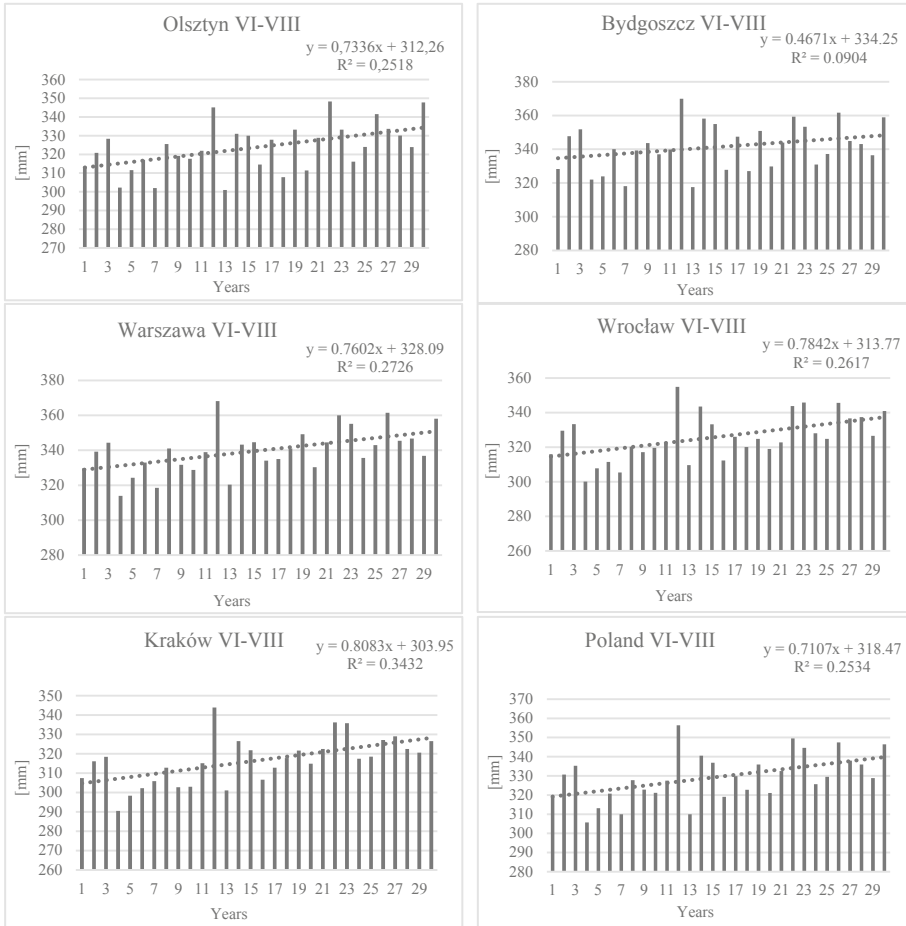 Olsztyn VI-VIII
y = 0,7336x + 312,26
R² = 0,2518
360
350
340
330
320
310
300
290
280
270
[mm]
1 3 5 7 9 11 13 15 17 19 21 23 25 27 29
Years
Bydgoszcz VI-VIII
y = 0.4671x + 334.25
R² = 0.0904
380
360
340
320
300
280
[mm]
1 3 5 7 9 11 13 15 17 19 21 23 25 27 29
Years
Warszawa VI-VIII
y = 0.7602x + 328.09
R² = 0.2726
380
360
340
320
300
280
[mm]
1 3 5 7 9 11 13 15 17 19 21 23 25 27 29
Years
Wrocław VI-VIII
y = 0.7842x + 313.77
R² = 0.2617
360
340
320
300
280
260
[mm]
1 3 5 7 9 11 13 15 17 19 21 23 25 27 29
Years
Kraków VI-VIII
y = 0.8083x + 303.95
R² = 0.3432
350
340
330
320
310
300
290
280
270
260
[mm]
1 3 5 7 9 11 13 15 17 19 21 23 25 27 29
Years
Poland VI-VIII
y = 0.7107x + 318.47
R² = 0.2534
370
360
350
340
330
320
310
300
290
280
[mm]
1 3 5 7 9 11 13 15 17 19 21 23 25 27 29
Years